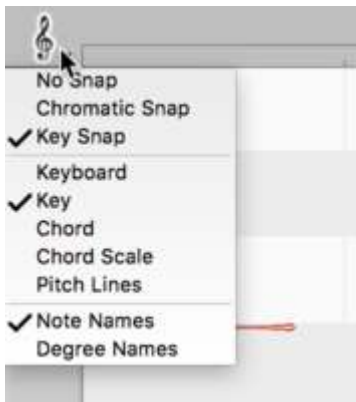 No Snap
Chromatic Snap
Key Snap
Keyboard
Key
Chord
Chord Scale
Pitch Lines
Note Names
Degree Names